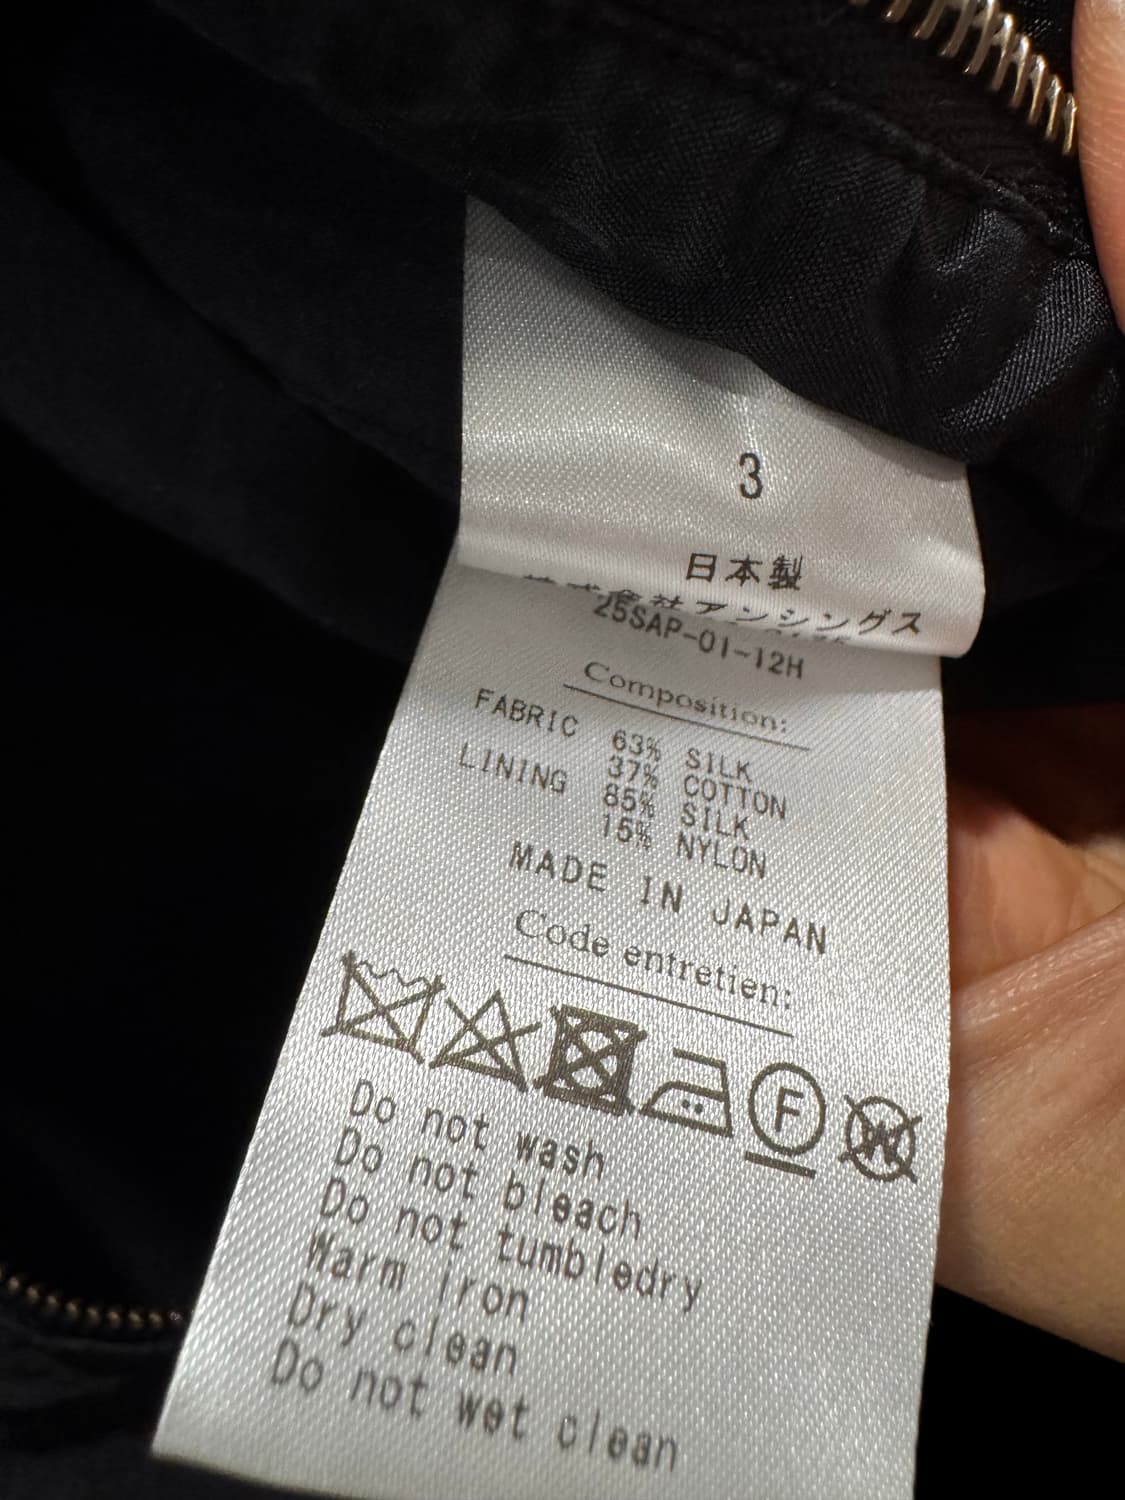 3
日本製
株式会社アンシングス
25SAP-01-12H
Composition:
FABRIC 63% SILK
37% COTTON
LINING 85% SILK
15% NYLON
MADE IN JAPAN
Code entretien:
F W
Do not wash
Do not bleach
Do not tumbledry
Warm iron
Dry clean
Do not wet clean